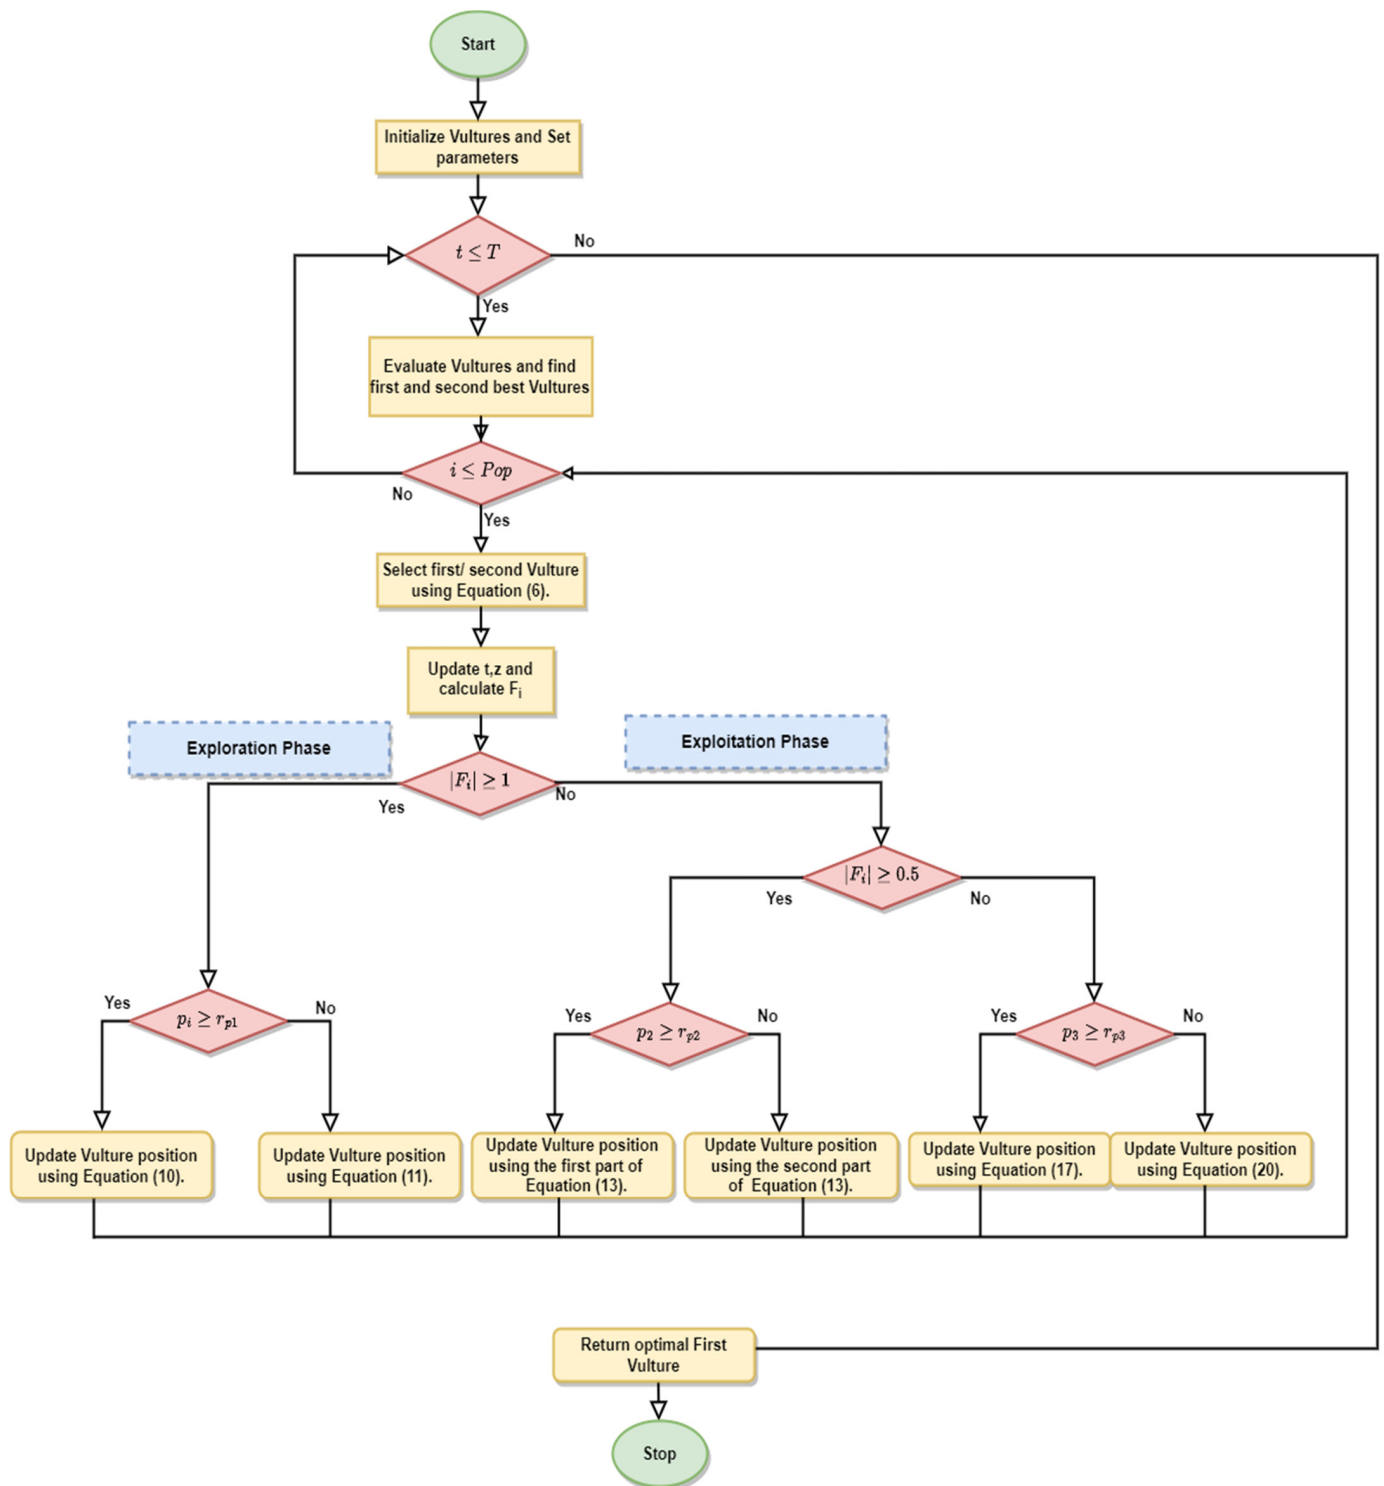 Start
Initialize Vultures and Set
parameters
t ≤ T
No
Yes
Evaluate Vultures and find
first and second best Vultures
i ≤ Pop
No
Yes
Select first/ second Vulture
using Equation (6).
Update t,z and
calculate Fi
Exploration Phase
Exploitation Phase
|Fi| ≥ 1
Yes
No
|Fi| ≥ 0.5
Yes
No
Yes
pi ≥ rp1
No
Yes
p2 ≥ rp2
No
Yes
p3 ≥ rp3
No
Update Vulture position
using Equation (10).
Update Vulture position
using Equation (11).
Update Vulture position
using the first part of
Equation (13).
Update Vulture position
using the second part
of Equation (13).
Update Vulture position
using Equation (17).
Update Vulture position
using Equation (20).
Return optimal First
Vulture
Stop